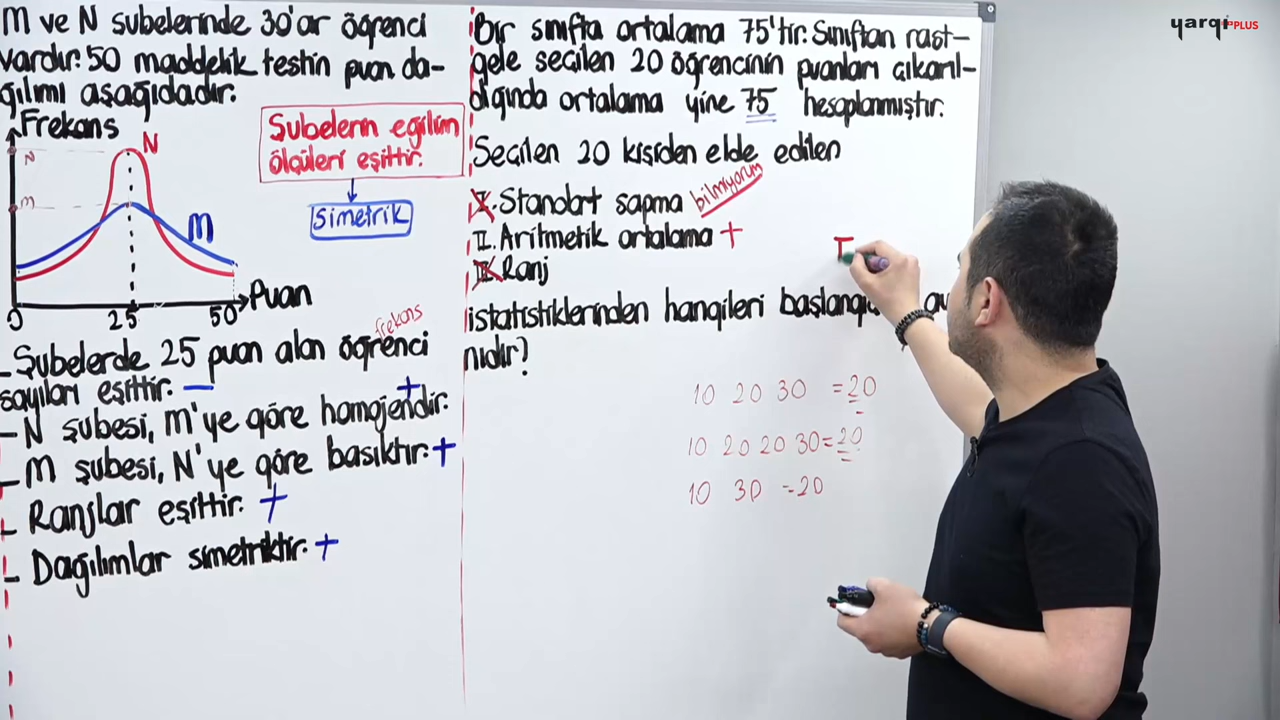 M ve N şubelerinde 30'ar öğrenci
vardır. 50 maddelik testin puan da-
ğılımı aşağıdadır.
Frekans
N
N
m
M
0
25
50
Puan
Şubelerin eğilim
ölçüleri eşittir.
Simetrik
frekans
- Şubelerde 25 puan alan öğrenci
sayıları eşittir. —
- N şubesi, M'ye göre homojendir. +
- M şubesi, N'ye göre basıktır. +
- Ranjlar eşittir. +
- Dağılımlar simetriktir. +
Bir sınıfta ortalama 75'tir. Sınıftan rast-
gele seçilen 20 öğrencinin puanları çıkarıl-
dığında ortalama yine 75 hesaplanmıştır.
Seçilen 20 kişiden elde edilen
I. Standart sapma bilmiyorum
II. Aritmetik ortalama +
III. Ranj
istatistiklerinden hangileri
nıdır?
10 20 30 = 20
10 20 20 30 = 20
10 30 = 20
yargı PLUS